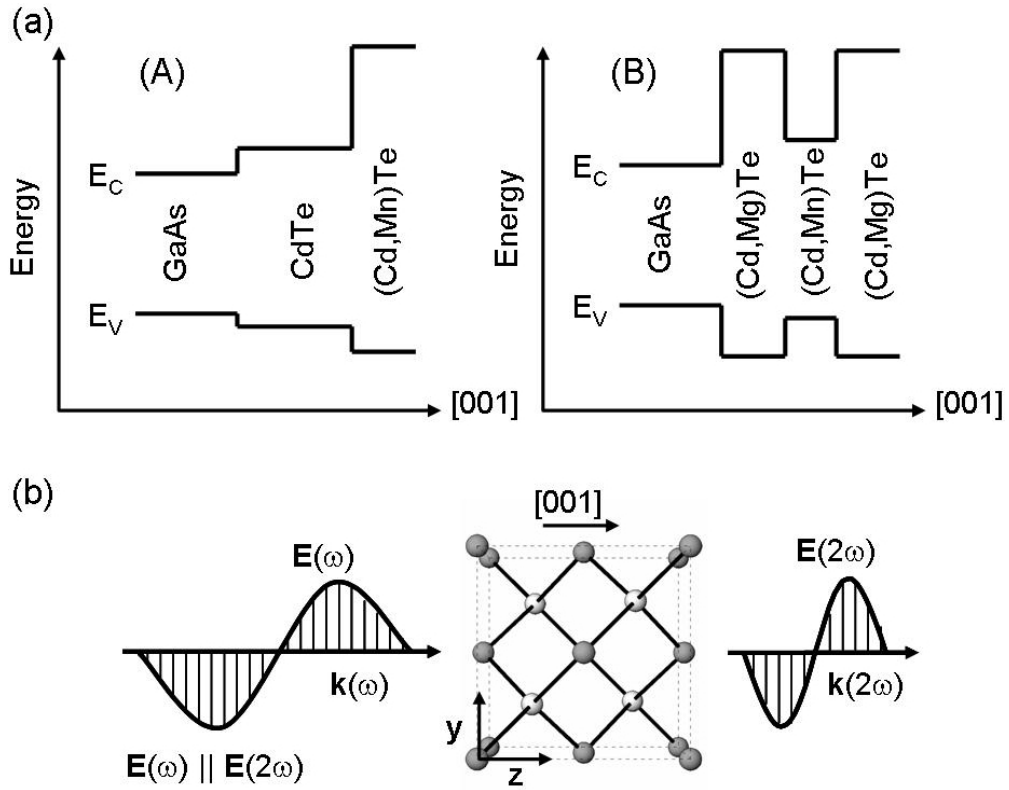 (a)
(A)
Energy
E_C
E_V
GaAs
CdTe
(Cd,Mn)Te
[001]
(B)
Energy
E_C
E_V
GaAs
(Cd,Mg)Te
(Cd,Mn)Te
(Cd,Mg)Te
[001]
(b)
E(ω)
k(ω)
E(ω) || E(2ω)
[001]
y
z
E(2ω)
k(2ω)